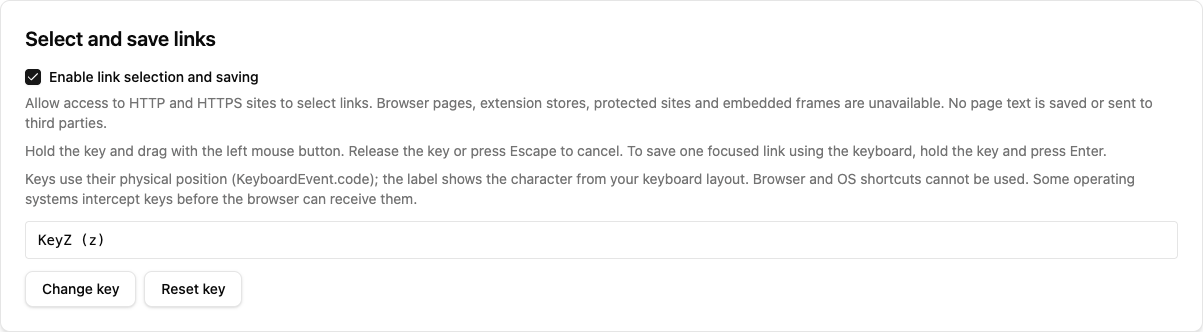 Select and save links
Enable link selection and saving
Allow access to HTTP and HTTPS sites to select links. Browser pages, extension stores, protected sites and embedded frames are unavailable. No page text is saved or sent to
third parties.
Hold the key and drag with the left mouse button. Release the key or press Escape to cancel. To save one focused link using the keyboard, hold the key and press Enter.
Keys use their physical position (KeyboardEvent.code); the label shows the character from your keyboard layout. Browser and OS shortcuts cannot be used. Some operating
systems intercept keys before the browser can receive them.
KeyZ (z)
Change key Reset key